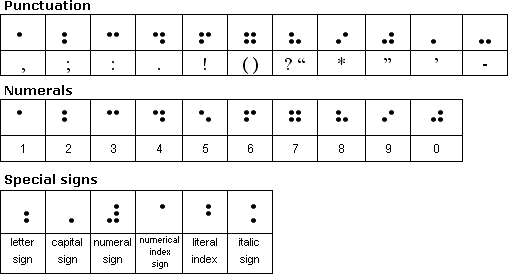 Punctuation
, ; : . ! ( ) ? “ * ” ’ -
Numerals
1 2 3 4 5 6 7 8 9 0
Special signs
letter sign
capital sign
numeral sign
numerical index sign
literal index
italic sign